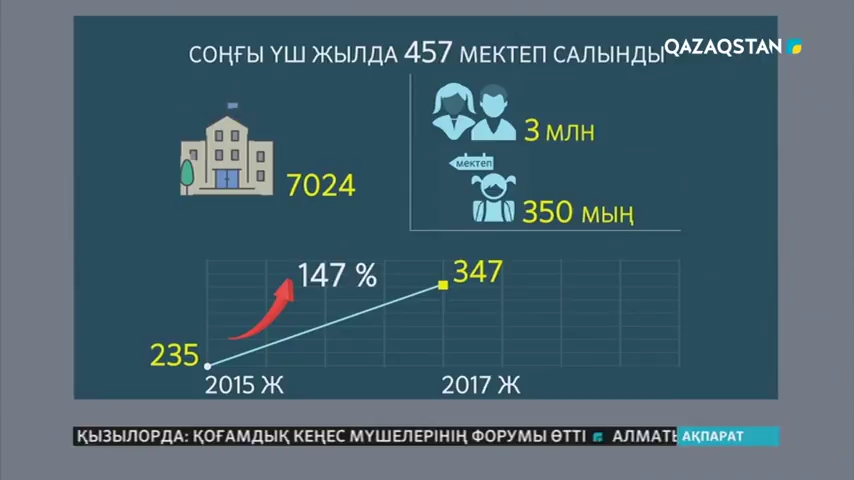 СОҢҒЫ ҮШ ЖЫЛДА 457 МЕКТЕП САЛЫНДЫ
QAZAQSTAN
3 МЛН
мектеп
7024
350 МЫҢ
147 %
347
235
2015 Ж
2017 Ж
ҚЫЗЫЛОРДА: ҚОҒАМДЫҚ КЕҢЕС МҮШЕЛЕРІНІҢ ФОРУМЫ ӨТТІ АЛМАТЫ
АҚПАРАТ